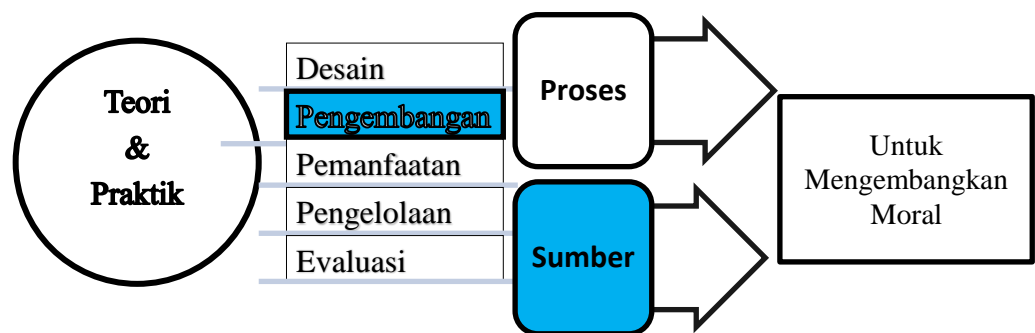 Teori
&
Praktik
Desain
Pengembangan
Pemanfaatan
Pengelolaan
Evaluasi
Proses
Sumber
Untuk
Mengembangkan
Moral